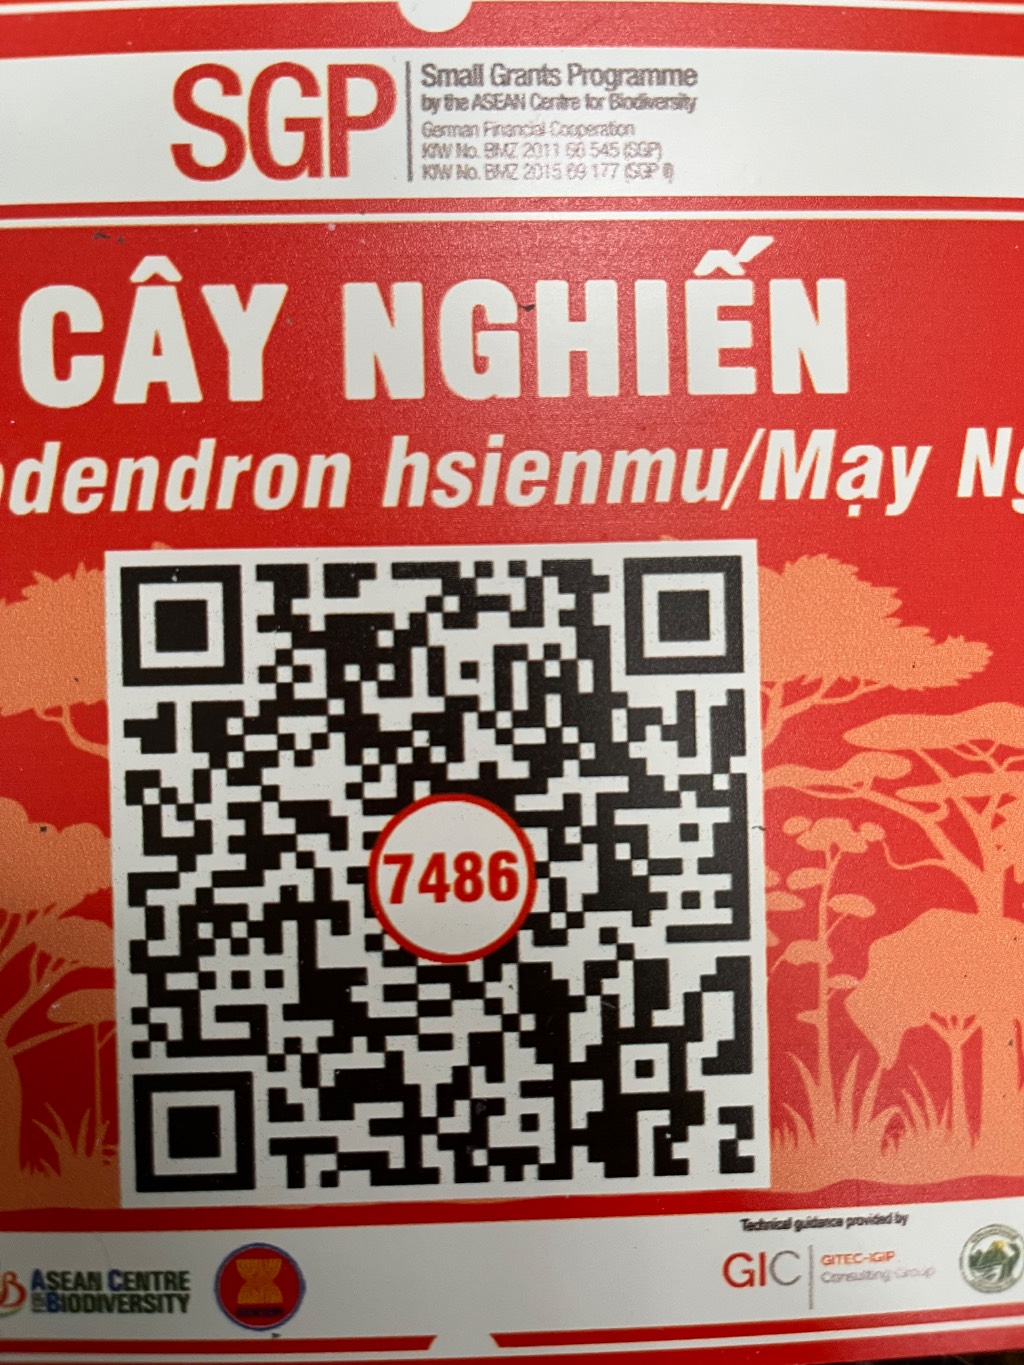 SGP
Small Grants Programme
by the ASEAN Centre for Biodiversity
German Financial Cooperation
KfW No. BMZ 2011 66 545 (SGP)
KfW No. BMZ 2015 69 177 (SGP II)
CÂY NGHIẾN
dendron hsienmu/Mạy Ng
7486
Technical guidance provided by
ASEAN CENTRE
FOR BIODIVERSITY
GIC
GITEC-IGIP
Consulting Group